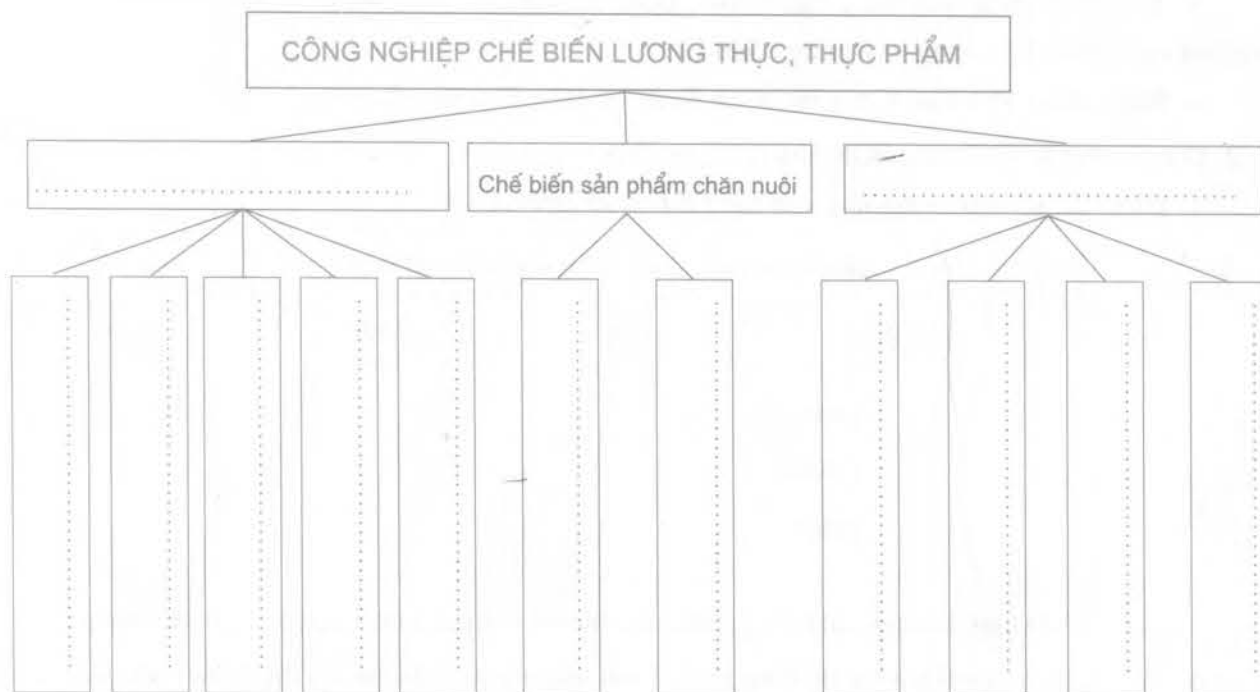 CÔNG NGHIỆP CHẾ BIẾN LƯƠNG THỰC, THỰC PHẨM
Chế biến sản phẩm chăn nuôi